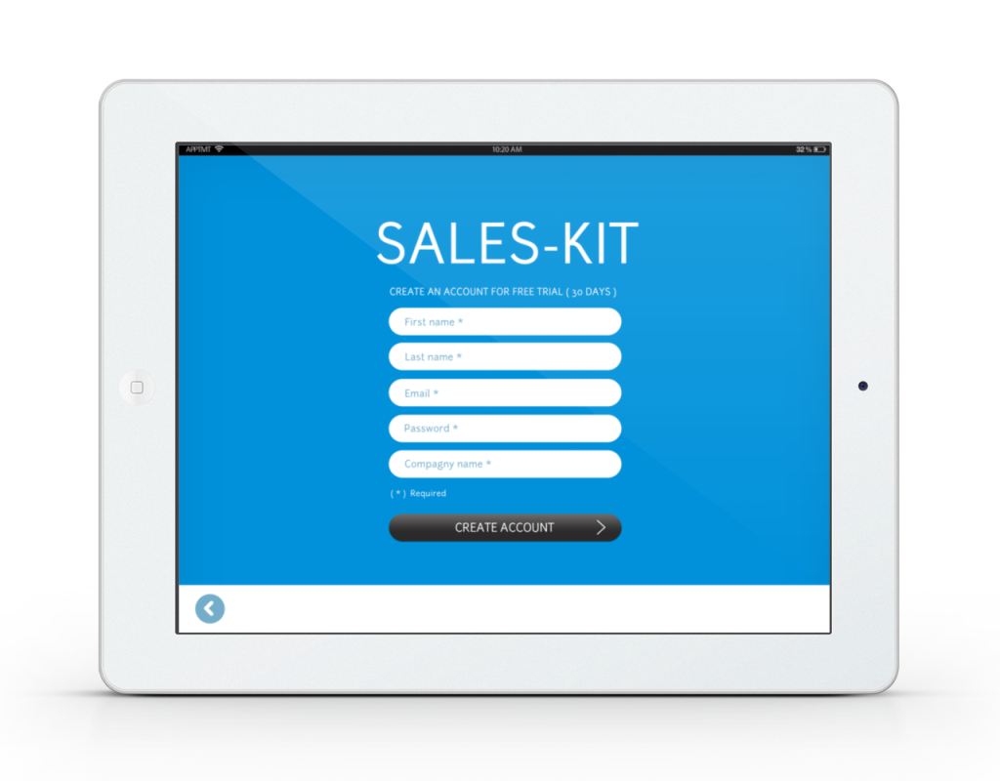 APPIMT 10:20 AM 32 %
SALES-KIT
CREATE AN ACCOUNT FOR FREE TRIAL ( 30 DAYS )
First name *
Last name *
Email *
Password *
Compagny name *
( * ) Required
CREATE ACCOUNT